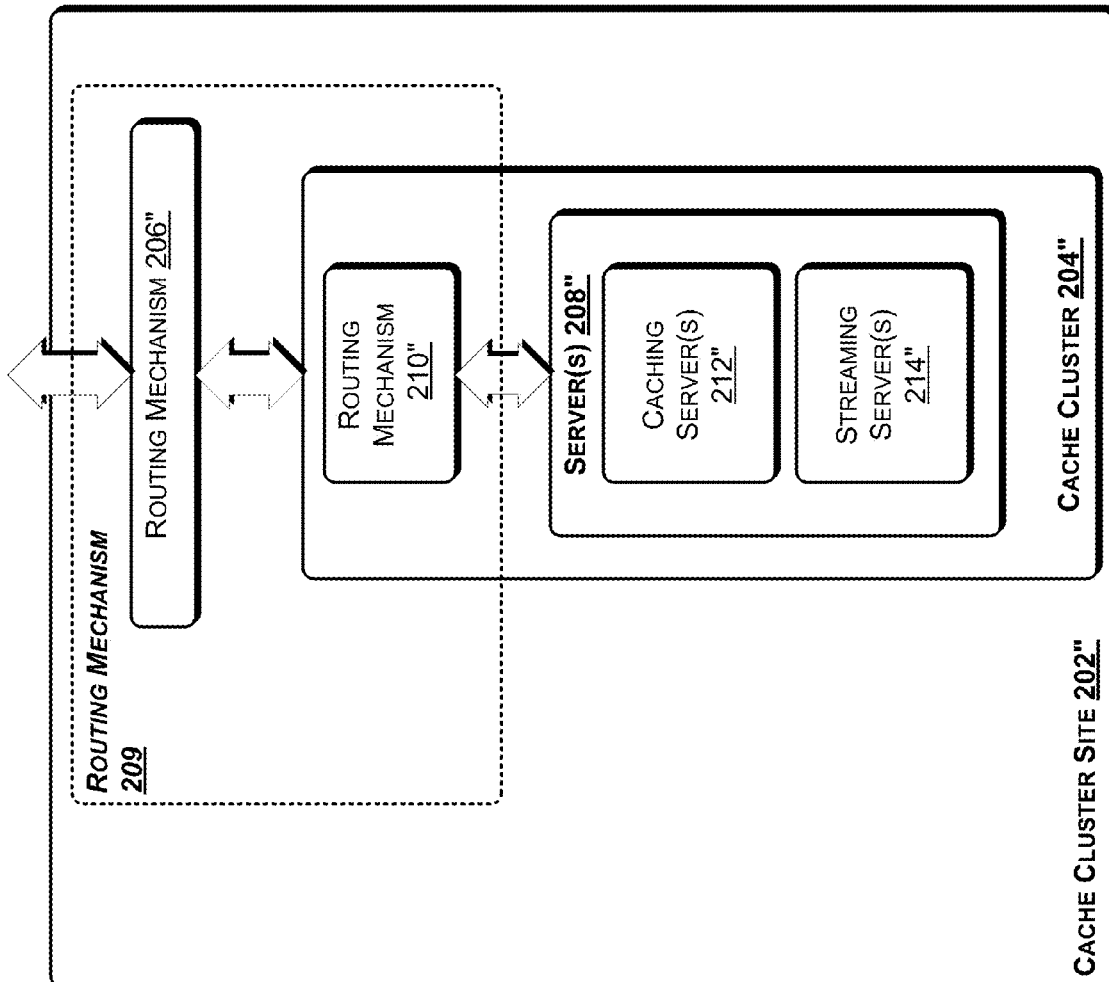 ROUTING MECHANISM
209
ROUTING MECHANISM 206"
ROUTING
MECHANISM
210"
SERVER(S) 208"
CACHING
SERVER(S)
212"
STREAMING
SERVER(S)
214"
CACHE CLUSTER 204"
CACHE CLUSTER SITE 202"